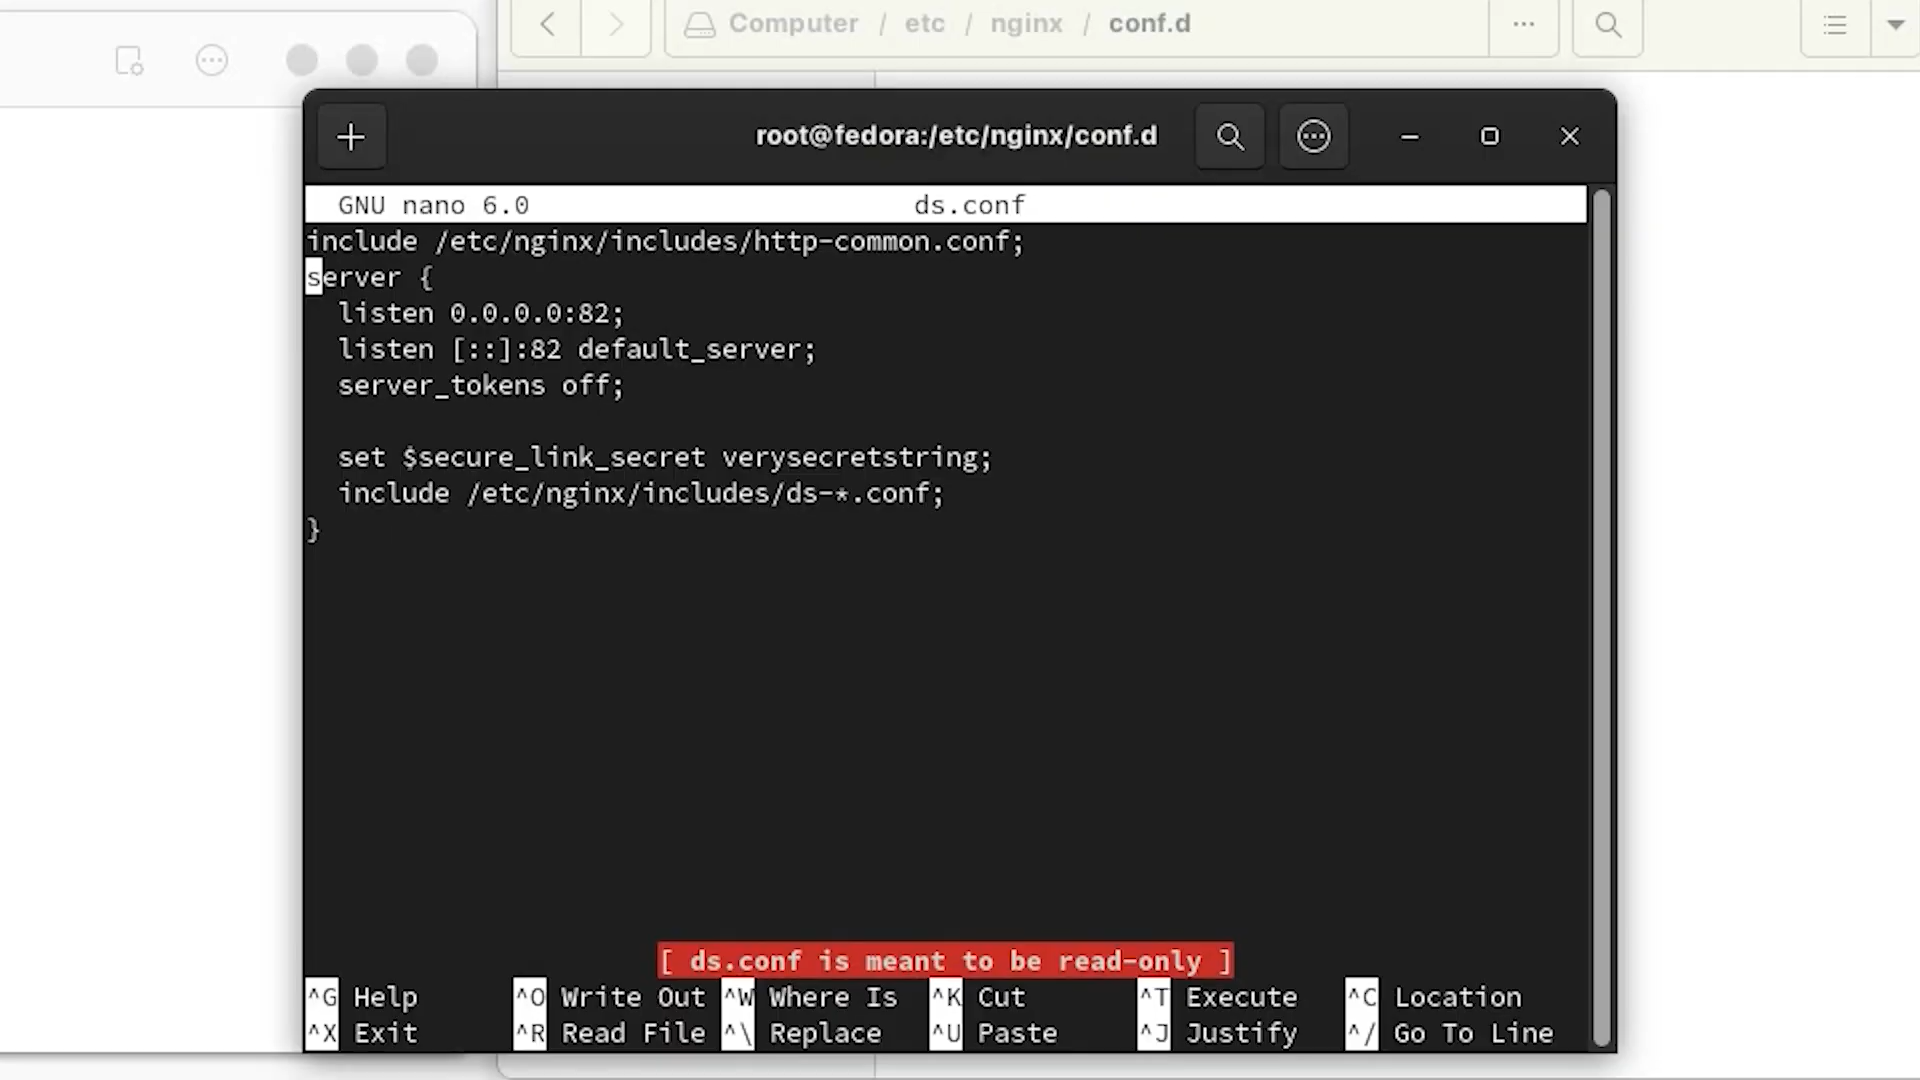 Computer / etc / nginx / conf.d
root@fedora:/etc/nginx/conf.d
GNU nano 6.0 ds.conf
include /etc/nginx/includes/http-common.conf;
server {
listen 0.0.0.0:82;
listen [::]:82 default_server;
server_tokens off;
set $secure_link_secret verysecretstring;
include /etc/nginx/includes/ds-*.conf;
}
[ ds.conf is meant to be read-only ]
^G Help ^O Write Out ^W Where Is ^K Cut ^T Execute ^C Location
^X Exit ^R Read File ^\ Replace ^U Paste ^J Justify ^/ Go To Line